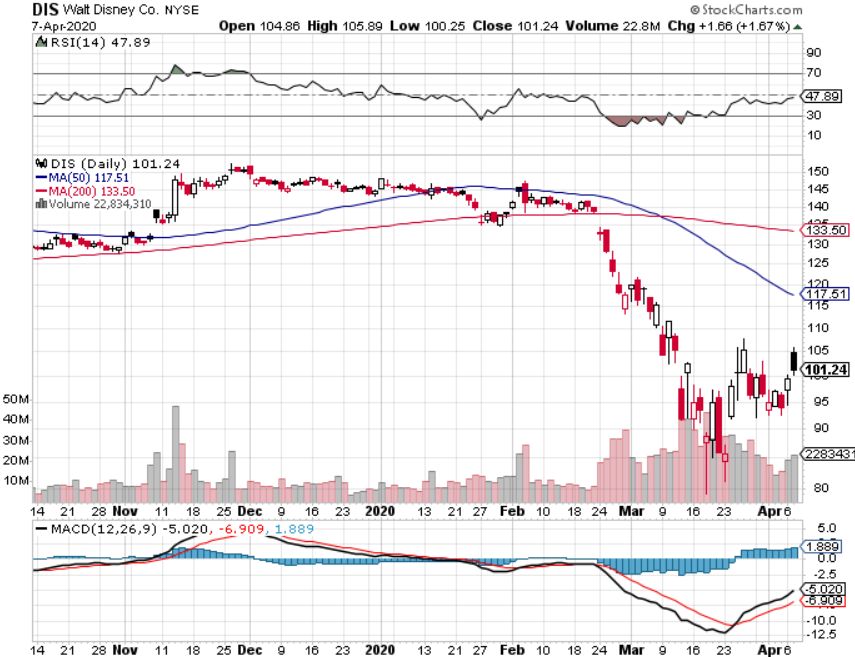 DIS Walt Disney Co. NYSE © StockCharts.com
7-Apr-2020 Open 104.86 High 105.89 Low 100.25 Close 101.24 Volume 22.8M Chg +1.66 (+1.67%)
RSI(14) 47.89
90
70
47.89
30
10
DIS (Daily) 101.24
MA(50) 117.51
MA(200) 133.50
Volume 22,834,310
150
145
140
135
133.50
130
125
120
117.51
115
110
105
101.24
100
95
90
2283431
80
50M
40M
30M
20M
10M
14 21 28 Nov 11 18 25 Dec 9 16 23 2020 13 21 27 Feb 10 18 24 Mar 9 16 23 Apr 6
MACD(12,26,9) -5.020, -6.909, 1.889
5.0
1.889
0.0
-2.5
-5.020
-6.909
-10.0
-12.5
14 21 28 Nov 11 18 25 Dec 9 16 23 2020 13 21 27 Feb 10 18 24 Mar 9 16 23 Apr 6